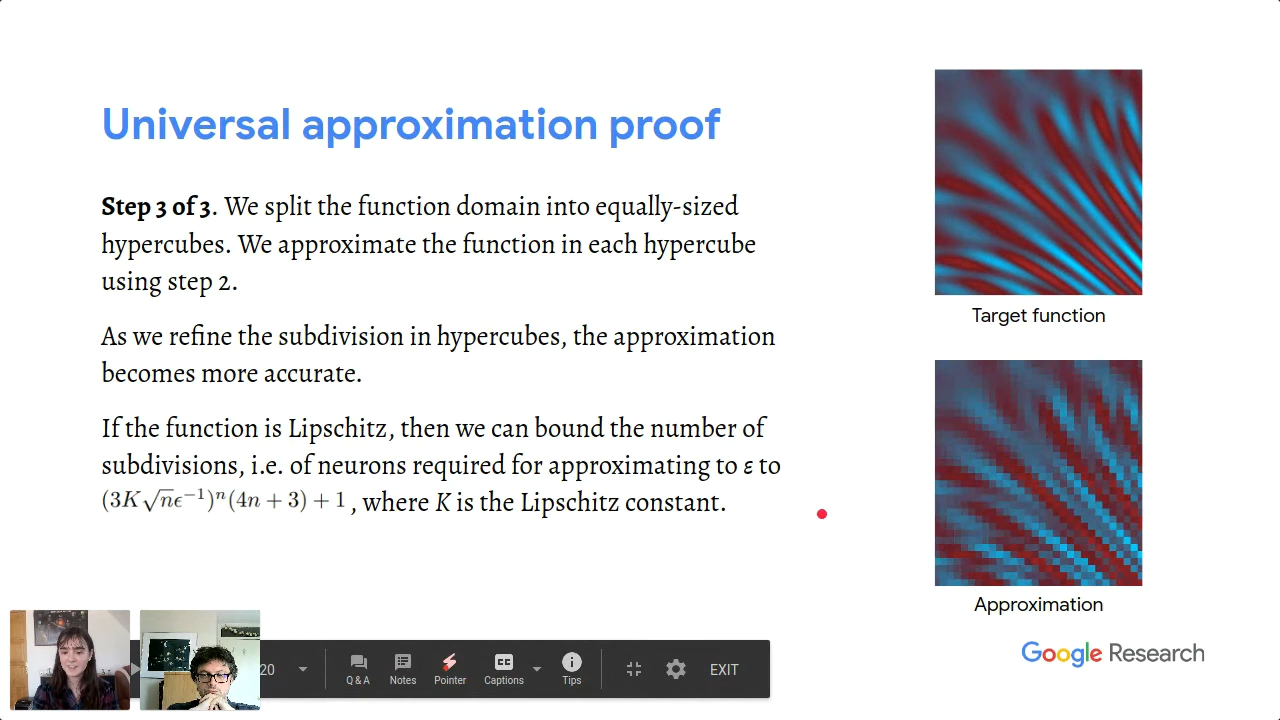 Universal approximation proof
Step 3 of 3. We split the function domain into equally-sized
hypercubes. We approximate the function in each hypercube
using step 2.
As we refine the subdivision in hypercubes, the approximation
becomes more accurate.
If the function is Lipschitz, then we can bound the number of
subdivisions, i.e. of neurons required for approximating to ε to
(3K√nϵ⁻¹)ⁿ(4n + 3) + 1 , where K is the Lipschitz constant.
Target function
Approximation
Google Research
20
Q & A
Notes
Pointer
CC
Captions
Tips
EXIT